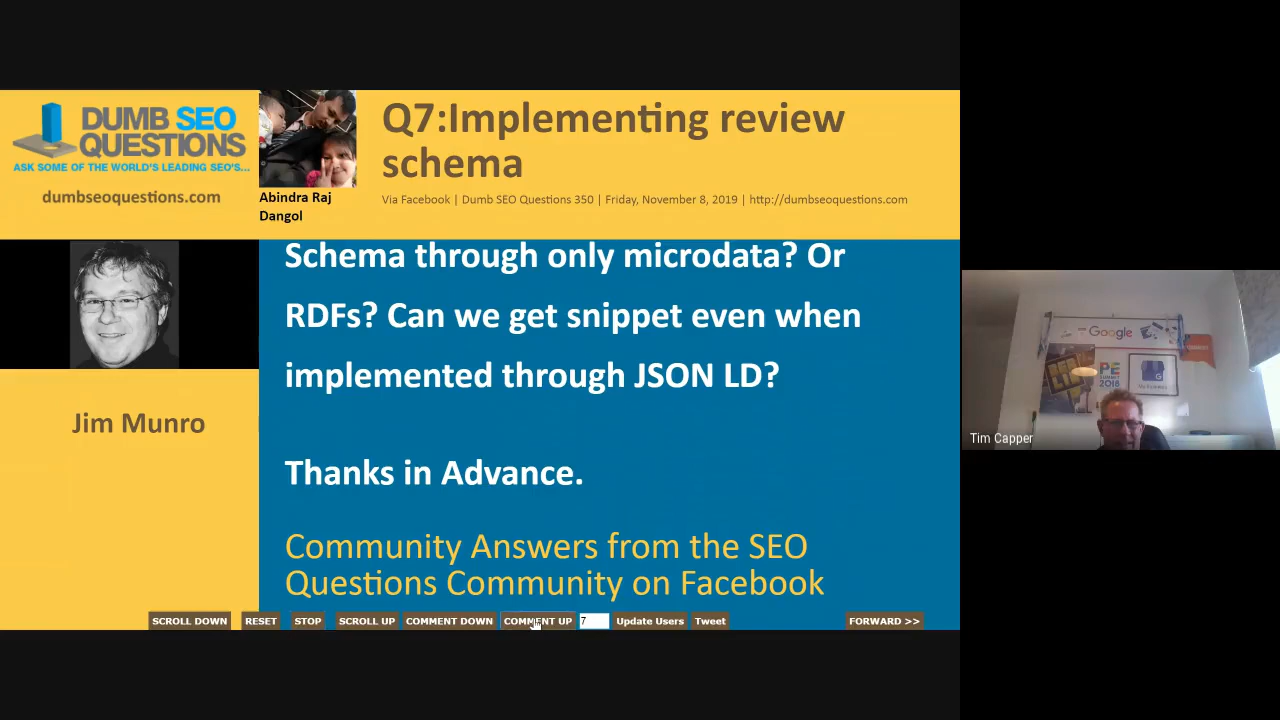 DUMB SEO
QUESTIONS
ASK SOME OF THE WORLD'S LEADING SEO'S...
dumbseoquestions.com
Abindra Raj
Dangol
Q7:Implementing review
schema
Via Facebook | Dumb SEO Questions 350 | Friday, November 8, 2019 | http://dumbseoquestions.com
Jim Munro
Schema through only microdata? Or
RDFs? Can we get snippet even when
implemented through JSON LD?
Thanks in Advance.
Community Answers from the SEO
Questions Community on Facebook
SCROLL DOWN RESET STOP SCROLL UP COMMENT DOWN COMMENT UP 7 Update Users Tweet FORWARD >>
Google
2018
Tim Capper